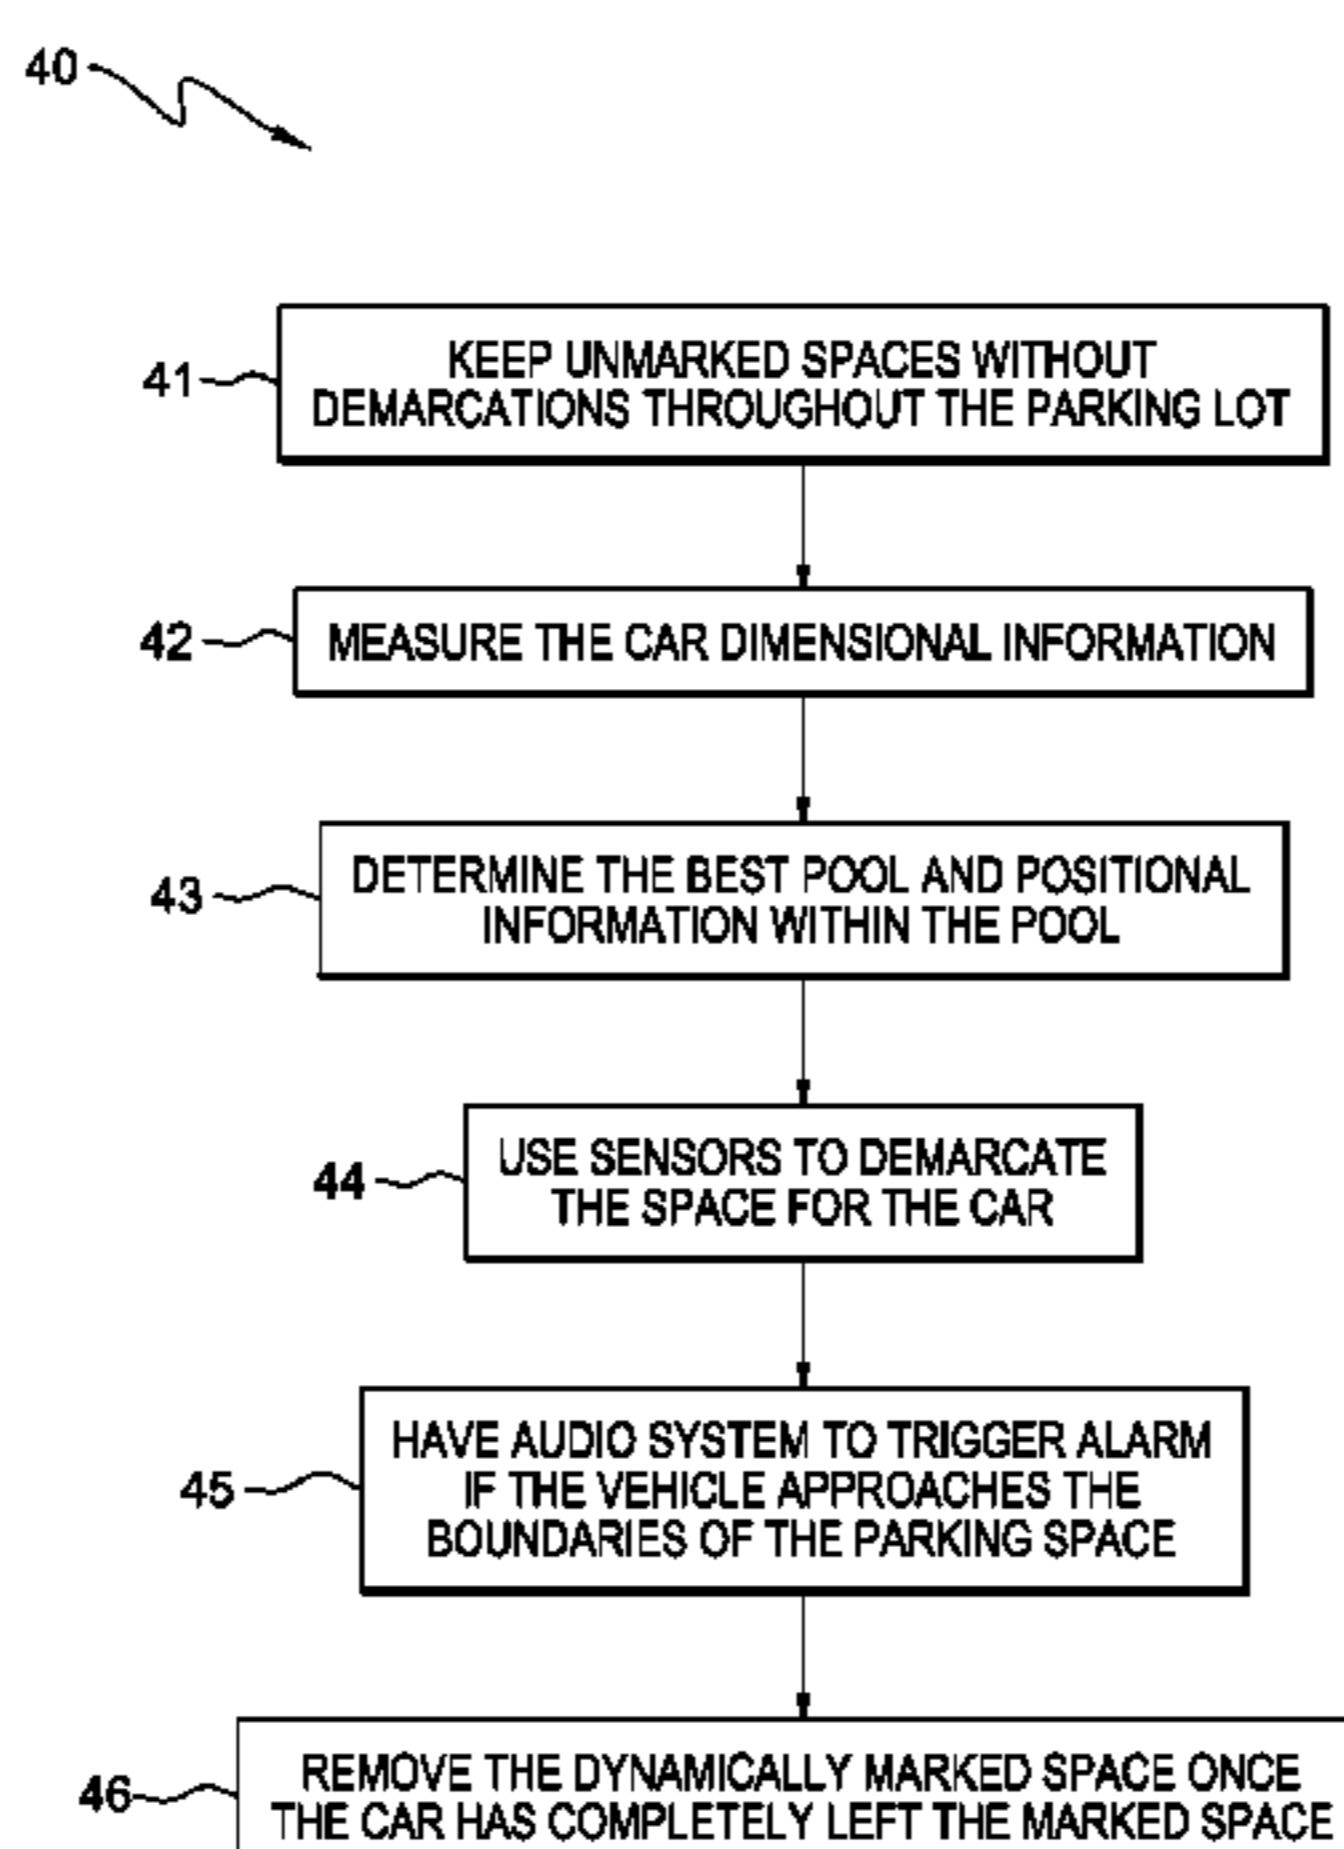 40
41
KEEP UNMARKED SPACES WITHOUT
DEMARCATIONS THROUGHOUT THE PARKING LOT
42
MEASURE THE CAR DIMENSIONAL INFORMATION
43
DETERMINE THE BEST POOL AND POSITIONAL
INFORMATION WITHIN THE POOL
44
USE SENSORS TO DEMARCATE
THE SPACE FOR THE CAR
45
HAVE AUDIO SYSTEM TO TRIGGER ALARM
IF THE VEHICLE APPROACHES THE
BOUNDARIES OF THE PARKING SPACE
46
REMOVE THE DYNAMICALLY MARKED SPACE ONCE
THE CAR HAS COMPLETELY LEFT THE MARKED SPACE